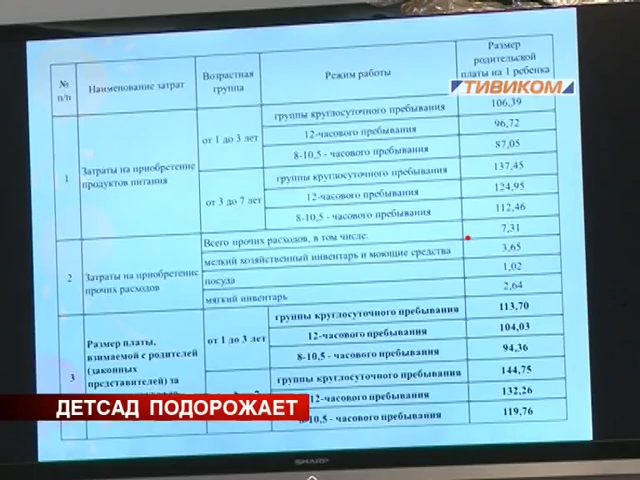 № п/п Наименование затрат Возрастная группа Режим работы Размер родительской платы на 1 ребенка
ТИВИКОМ
1 Затраты на приобретение продуктов питания от 1 до 3 лет группы круглосуточного пребывания 106,39
12-часового пребывания 96,72
8-10,5 - часового пребывания 87,05
от 3 до 7 лет группы круглосуточного пребывания 137,45
12-часового пребывания 124,95
8-10,5 - часового пребывания 112,46
2 Затраты на приобретение прочих расходов Всего прочих расходов, в том числе: 7,31
мелкий хозяйственный инвентарь и моющие средства 3,65
посуда 1,02
мягкий инвентарь 2,64
3 Размер платы, взимаемой с родителей (законных представителей) за от 1 до 3 лет группы круглосуточного пребывания 113,70
12-часового пребывания 104,03
8-10,5 - часового пребывания 94,36
группы круглосуточного пребывания 144,75
12-часового пребывания 132,26
8-10,5 - часового пребывания 119,76
ДЕТСАД ПОДОРОЖАЕТ
SHARP